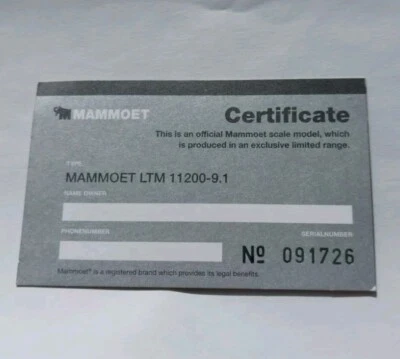 MAMMOET
Certificate
This is an official Mammoet scale model, which
is produced in an exclusive limited range.
TYPE
MAMMOET LTM 11200-9.1
NAME OWNER
PHONENUMBER
SERIALNUMBER
Nº 091726
Mammoet® is a registered brand which provides its legal benefits.